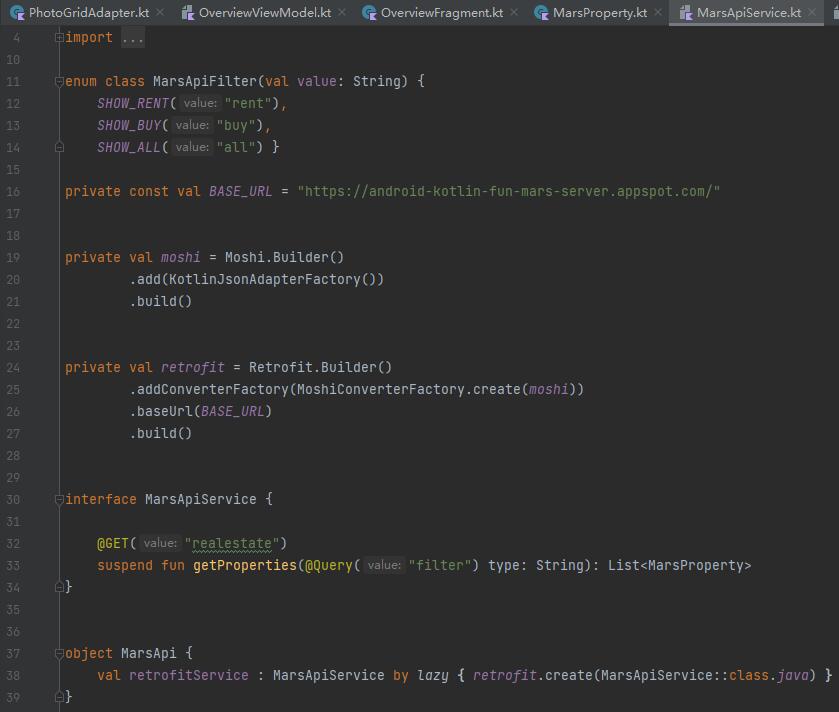 PhotoGridAdapter.kt OverviewViewModel.kt OverviewFragment.kt MarsProperty.kt MarsApiService.kt
4 import ...
10
11 enum class MarsApiFilter(val value: String) {
12 SHOW_RENT( value: "rent"),
13 SHOW_BUY( value: "buy"),
14 SHOW_ALL( value: "all") }
15
16 private const val BASE_URL = "https://android-kotlin-fun-mars-server.appspot.com/"
17
18
19 private val moshi = Moshi.Builder()
20 .add(KotlinJsonAdapterFactory())
21 .build()
22
23
24 private val retrofit = Retrofit.Builder()
25 .addConverterFactory(MoshiConverterFactory.create(moshi))
26 .baseUrl(BASE_URL)
27 .build()
28
29
30 interface MarsApiService {
31
32 @GET( value: "realestate")
33 suspend fun getProperties(@Query( value: "filter") type: String): List<MarsProperty>
34 }
35
36
37 object MarsApi {
38 val retrofitService : MarsApiService by lazy { retrofit.create(MarsApiService::class.java) }
39 }